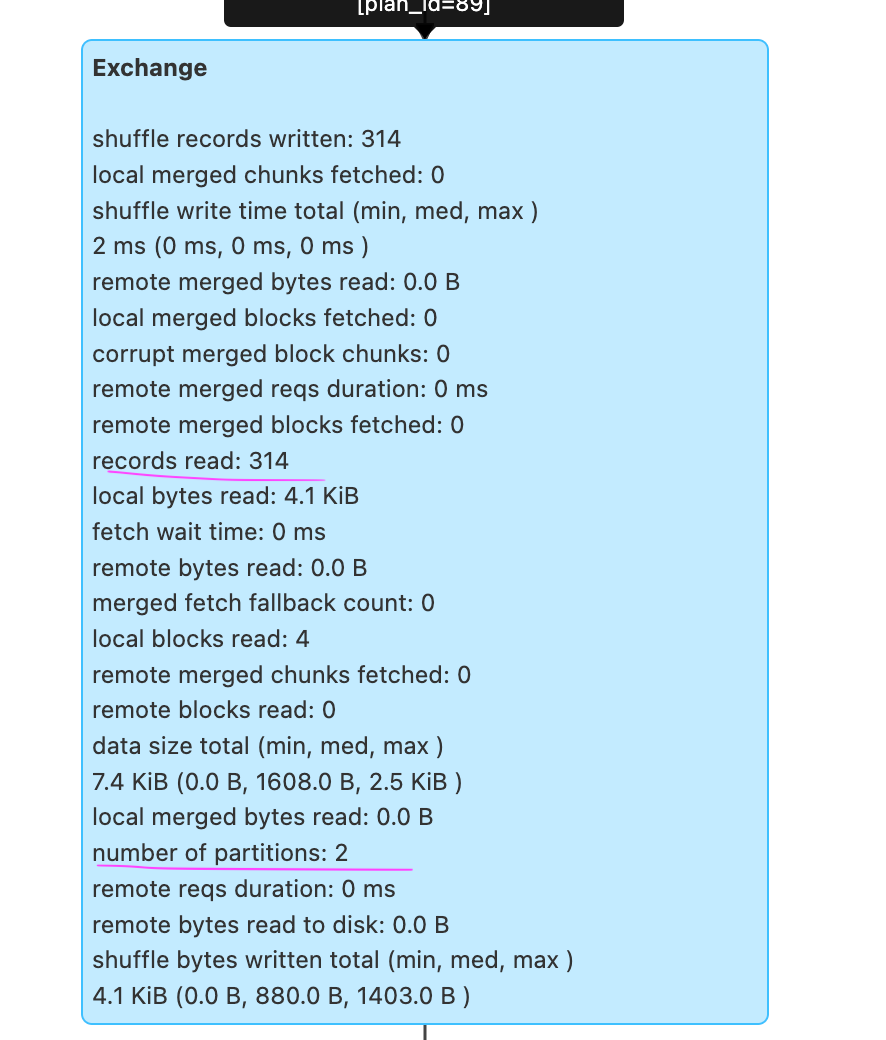 [plan_id=89]
Exchange
shuffle records written: 314
local merged chunks fetched: 0
shuffle write time total (min, med, max )
2 ms (0 ms, 0 ms, 0 ms )
remote merged bytes read: 0.0 B
local merged blocks fetched: 0
corrupt merged block chunks: 0
remote merged reqs duration: 0 ms
remote merged blocks fetched: 0
records read: 314
local bytes read: 4.1 KiB
fetch wait time: 0 ms
remote bytes read: 0.0 B
merged fetch fallback count: 0
local blocks read: 4
remote merged chunks fetched: 0
remote blocks read: 0
data size total (min, med, max )
7.4 KiB (0.0 B, 1608.0 B, 2.5 KiB )
local merged bytes read: 0.0 B
number of partitions: 2
remote reqs duration: 0 ms
remote bytes read to disk: 0.0 B
shuffle bytes written total (min, med, max )
4.1 KiB (0.0 B, 880.0 B, 1403.0 B )